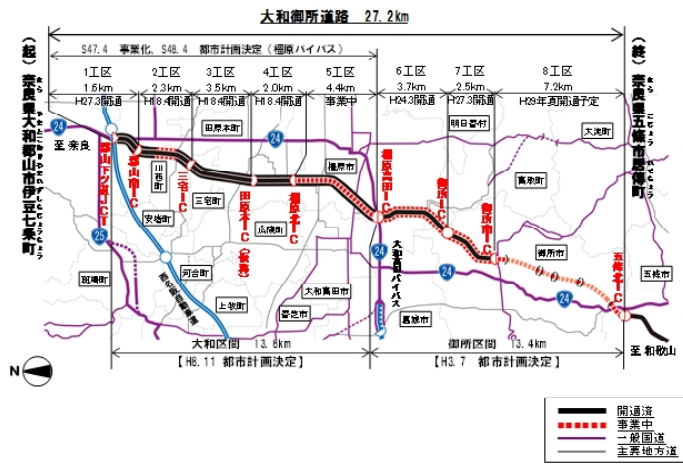 大和御所道路 27.2km
S47.4 事業化、S48.4 都市計画決定（橿原バイパス）
1工区 2工区 3工区 4工区 5工区 6工区 7工区 8工区
1.6km 2.3km 3.5km 2.0km 4.4km 3.7km 2.5km 7.2km
H27.3開通 H18.4開通 H18.4開通 H18.4開通 事業中 H24.3開通 H27.3開通 H29年夏開通予定
（起）奈良県大和郡山市伊豆七条町
（終）奈良県五條市居傳町
至 奈良
24
田原本町
24
橿原市
明日香村
大淀町
高取町
郡山下ツ道JCT
郡山南IC
川西町
三宅IC
三宅町
田原本IC（仮称）
橿原北IC
橿原高田IC
御所IC
御所南IC
五條北IC
安堵町
広陵町
御所市
五條市
25
斑鳩町
河合町
西名阪自動車道
上牧町
香芝市
大和高田市
大和高田バイパス
葛城市
24
24
24
至 和歌山
大和区間 13.8km
御所区間 13.4km
【H8.11 都市計画決定】
【H3.7 都市計画決定】
N
開通済
事業中
一般国道
主要地方道